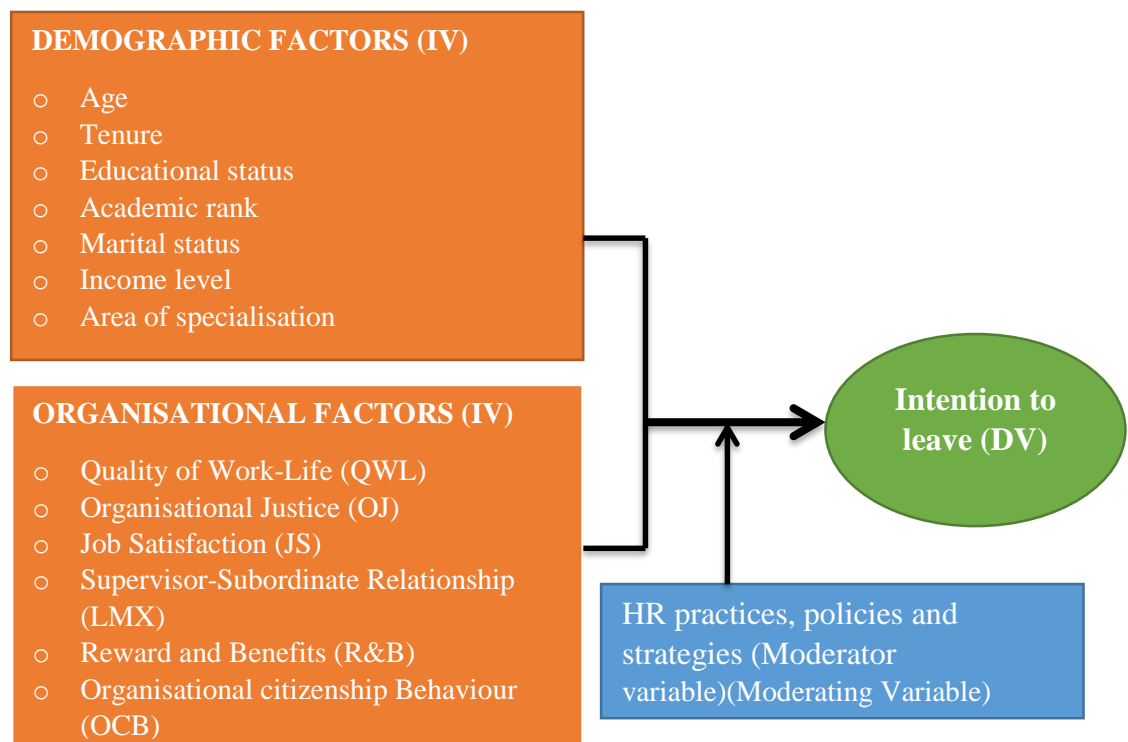 DEMOGRAPHIC FACTORS (IV)
o Age
o Tenure
o Educational status
o Academic rank
o Marital status
o Income level
o Area of specialisation
ORGANISATIONAL FACTORS (IV)
o Quality of Work-Life (QWL)
o Organisational Justice (OJ)
o Job Satisfaction (JS)
o Supervisor-Subordinate Relationship
(LMX)
o Reward and Benefits (R&B)
o Organisational citizenship Behaviour
(OCB)
Intention to
leave (DV)
HR practices, policies and
strategies (Moderator
variable)(Moderating Variable)